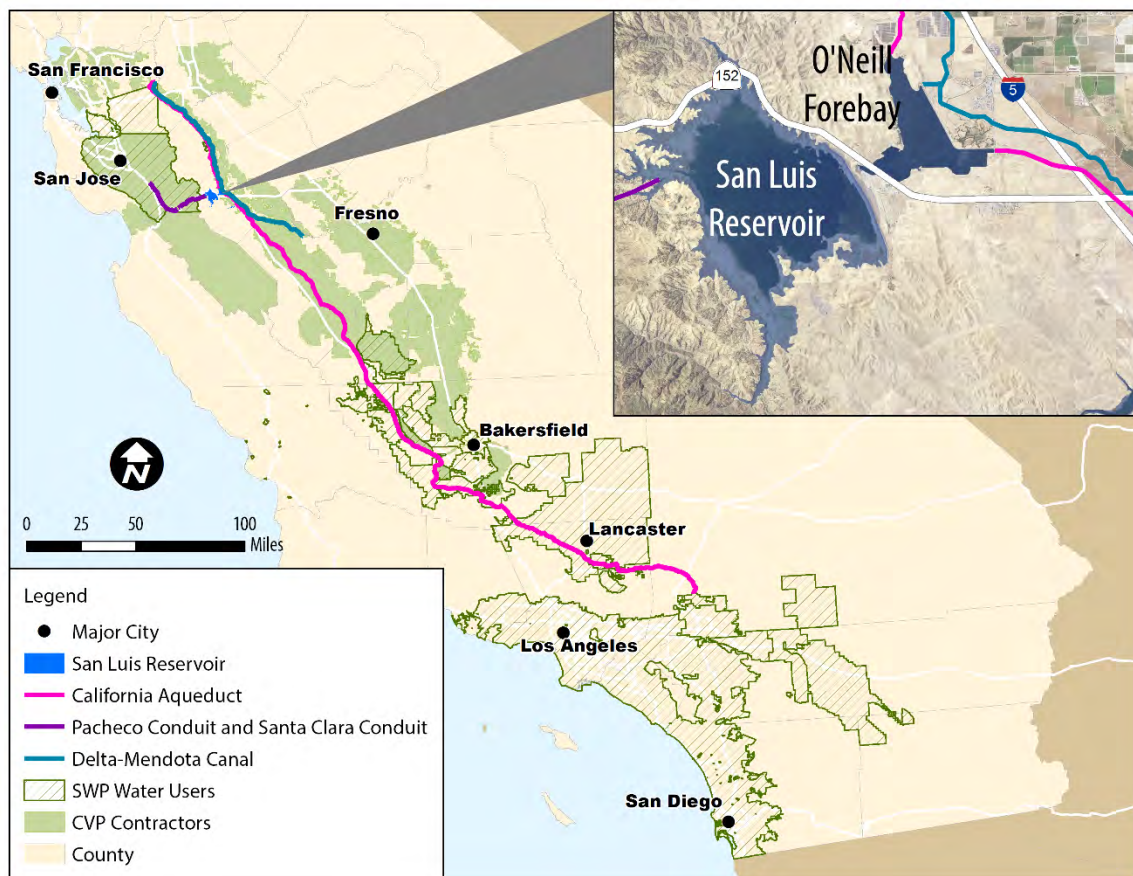 San Francisco
San Jose
Fresno
Bakersfield
Lancaster
Los Angeles
San Diego
152
O'Neill
Forebay
5
San Luis
Reservoir
N
0 25 50 100
Miles
Legend
Major City
San Luis Reservoir
California Aqueduct
Pacheco Conduit and Santa Clara Conduit
Delta-Mendota Canal
SWP Water Users
CVP Contractors
County